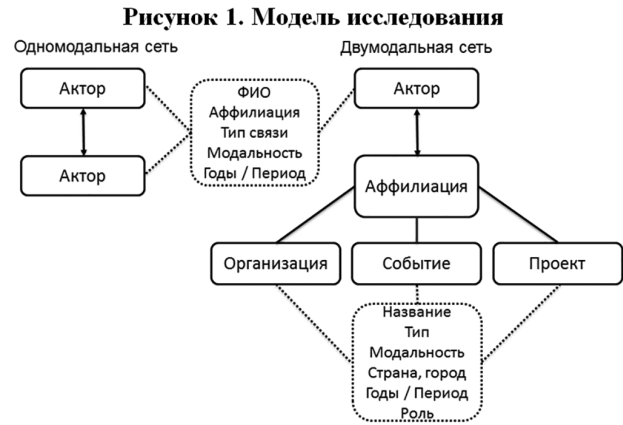 Рисунок 1. Модель исследования
Одномодальная сеть
Двумодальная сеть
Актор
Актор
ФИО
Аффилиация
Тип связи
Модальность
Годы / Период
Актор
Аффилиация
Организация
Событие
Проект
Название
Тип
Модальность
Страна, город
Годы / Период
Роль